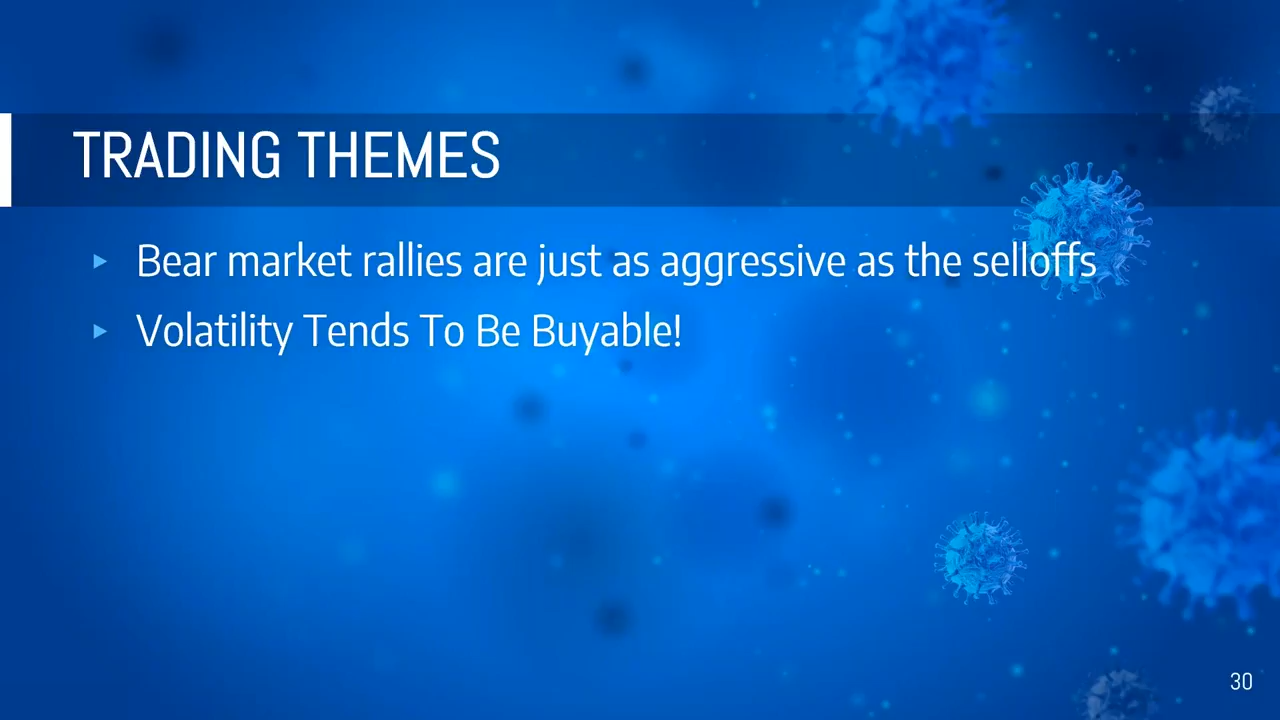 TRADING THEMES
Bear market rallies are just as aggressive as the selloffs
Volatility Tends To Be Buyable!
30